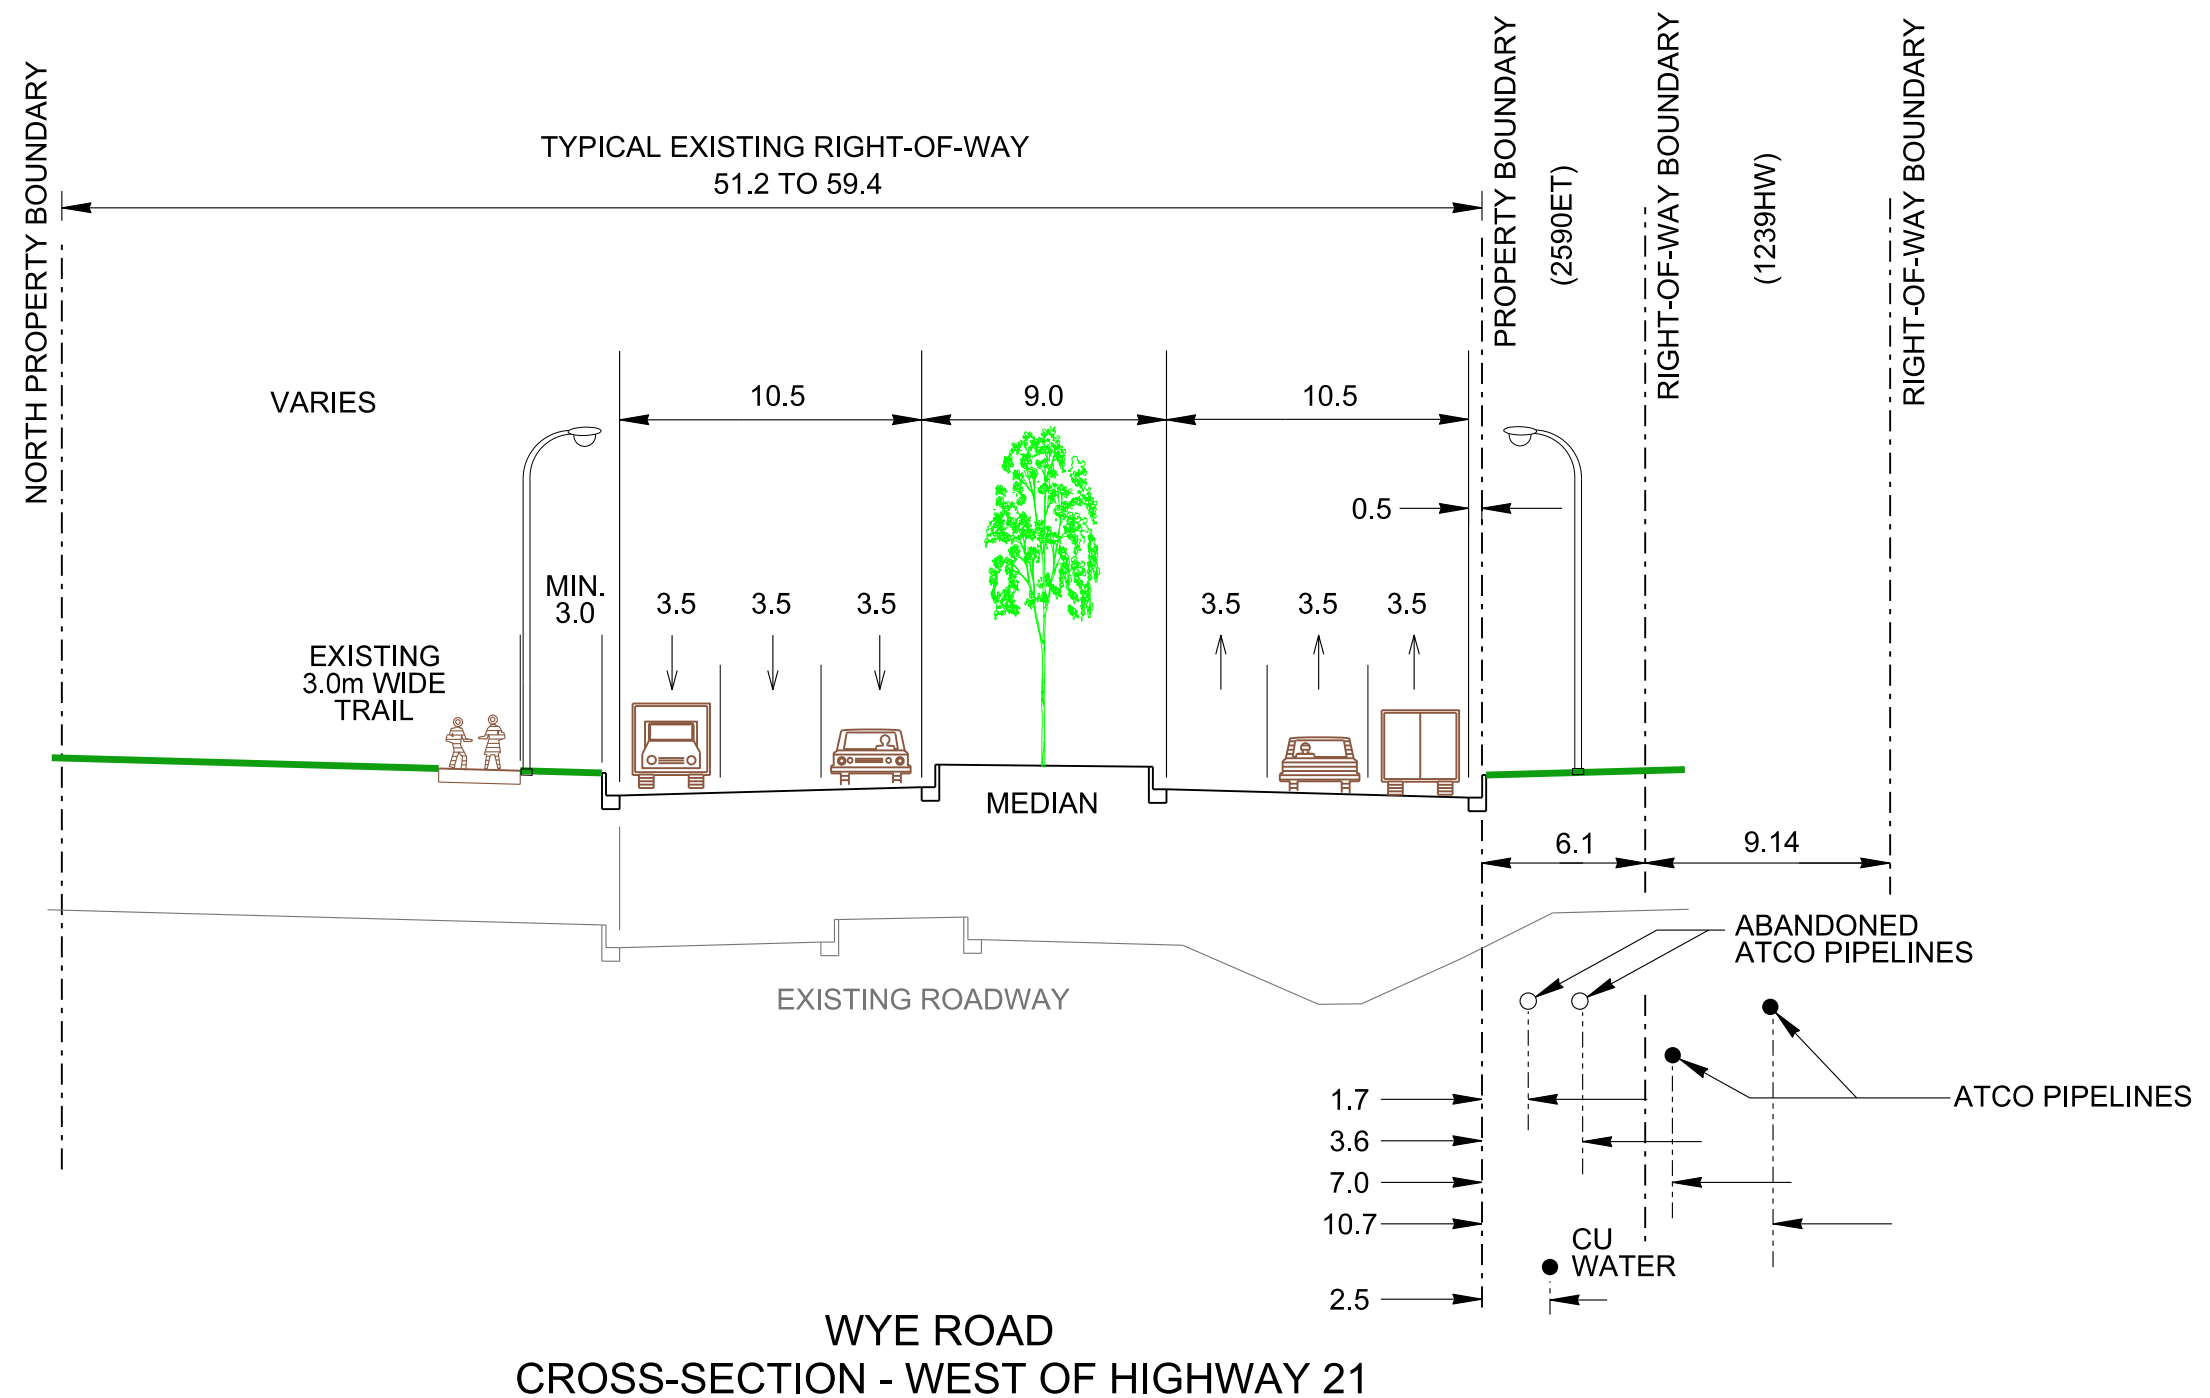 NORTH PROPERTY BOUNDARY
TYPICAL EXISTING RIGHT-OF-WAY
51.2 TO 59.4
PROPERTY BOUNDARY
(2590ET)
RIGHT-OF-WAY BOUNDARY
(1239HW)
RIGHT-OF-WAY BOUNDARY
VARIES
10.5
9.0
10.5
0.5
MIN.
3.0
3.5
3.5
3.5
3.5
3.5
3.5
EXISTING
3.0m WIDE
TRAIL
MEDIAN
6.1
9.14
ABANDONED
ATCO PIPELINES
EXISTING ROADWAY
ATCO PIPELINES
1.7
3.6
7.0
10.7
CU
WATER
2.5
WYE ROAD
CROSS-SECTION - WEST OF HIGHWAY 21